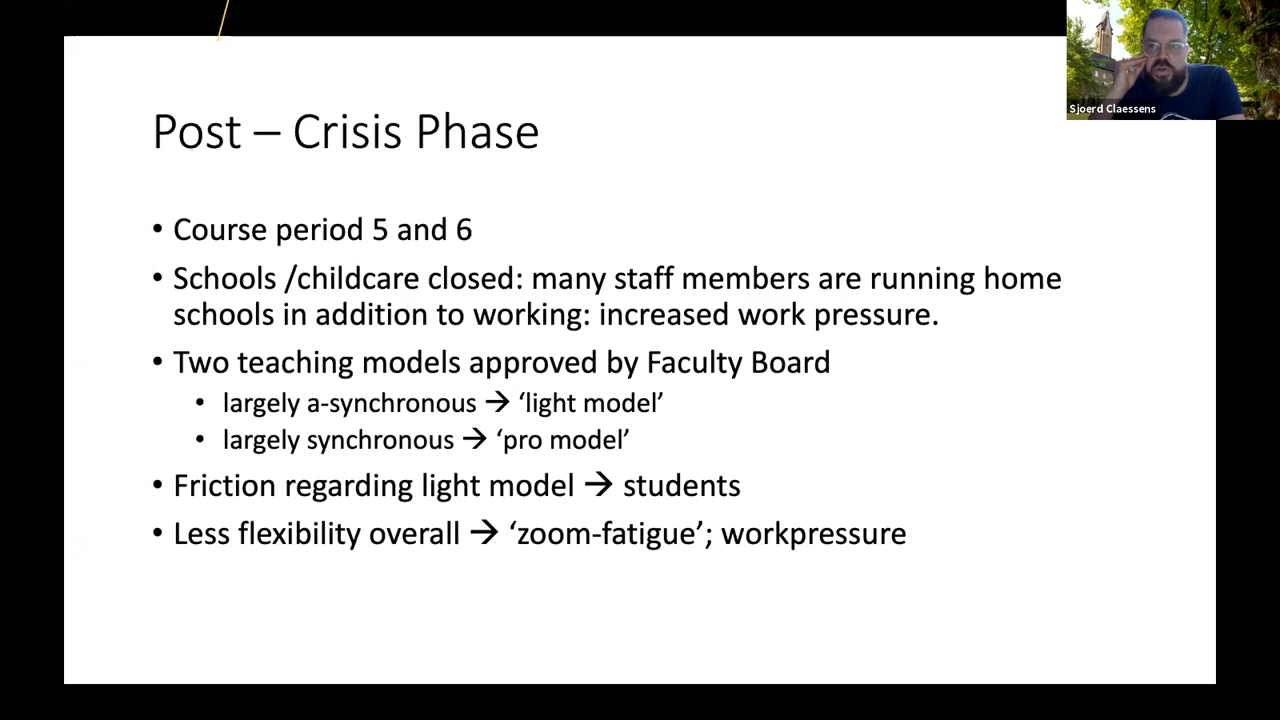 Sjoerd Claessens
Post – Crisis Phase
• Course period 5 and 6
• Schools /childcare closed: many staff members are running home
schools in addition to working: increased work pressure.
• Two teaching models approved by Faculty Board
• largely a-synchronous → ‘light model’
• largely synchronous → ‘pro model’
• Friction regarding light model → students
• Less flexibility overall → ‘zoom-fatigue’; workpressure